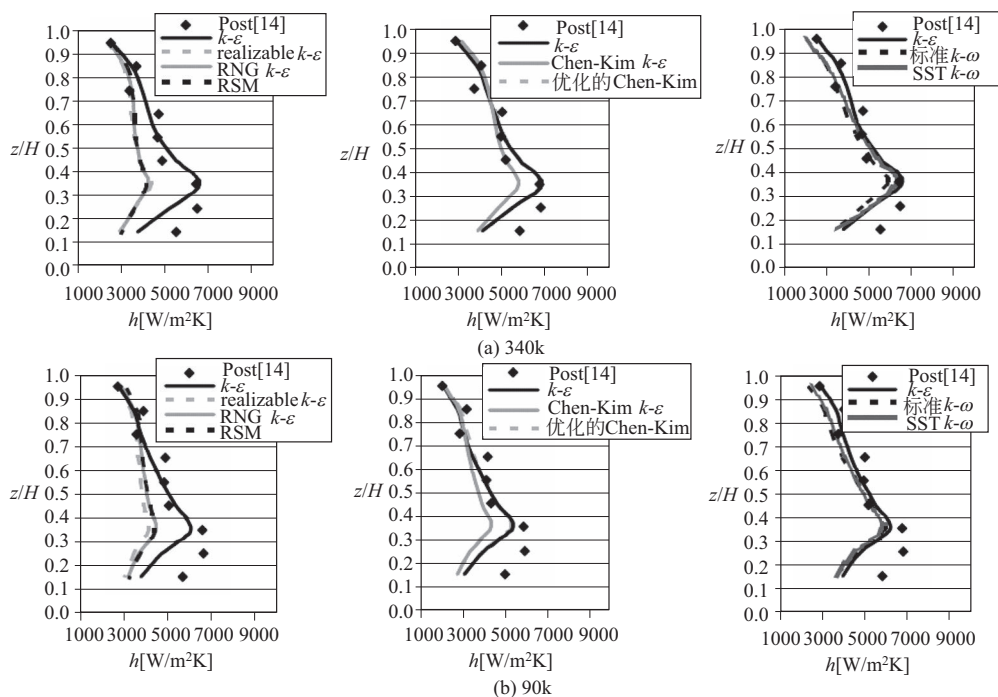 Post[14]
k-ε
realizable k-ε
RNG k-ε
RSM
1.0
0.9
0.8
0.7
0.6
0.5
0.4
0.3
0.2
0.1
0.0
z/H
1000 3000 5000 7000 9000
h[W/m²K]
Post[14]
k-ε
Chen-Kim k-ε
优化的Chen-Kim
1.0
0.9
0.8
0.7
0.6
0.5
0.4
0.3
0.2
0.1
0.0
z/H
1000 3000 5000 7000 9000
h[W/m²K]
Post[14]
k-ε
标准k-ω
SST k-ω
1.0
0.9
0.8
0.7
0.6
0.5
0.4
0.3
0.2
0.1
0.0
z/H
1000 3000 5000 7000 9000
h[W/m²K]
(a) 340k
Post[14]
k-ε
realizable k-ε
RNG k-ε
RSM
1.0
0.9
0.8
0.7
0.6
0.5
0.4
0.3
0.2
0.1
0.0
z/H
1000 3000 5000 7000 9000
h[W/m²K]
Post[14]
k-ε
Chen-Kim k-ε
优化的Chen-Kim
1.0
0.9
0.8
0.7
0.6
0.5
0.4
0.3
0.2
0.1
0.0
z/H
1000 3000 5000 7000 9000
h[W/m²K]
Post[14]
k-ε
标准k-ω
SST k-ω
1.0
0.9
0.8
0.7
0.6
0.5
0.4
0.3
0.2
0.1
0.0
z/H
1000 3000 5000 7000 9000
h[W/m²K]
(b) 90k